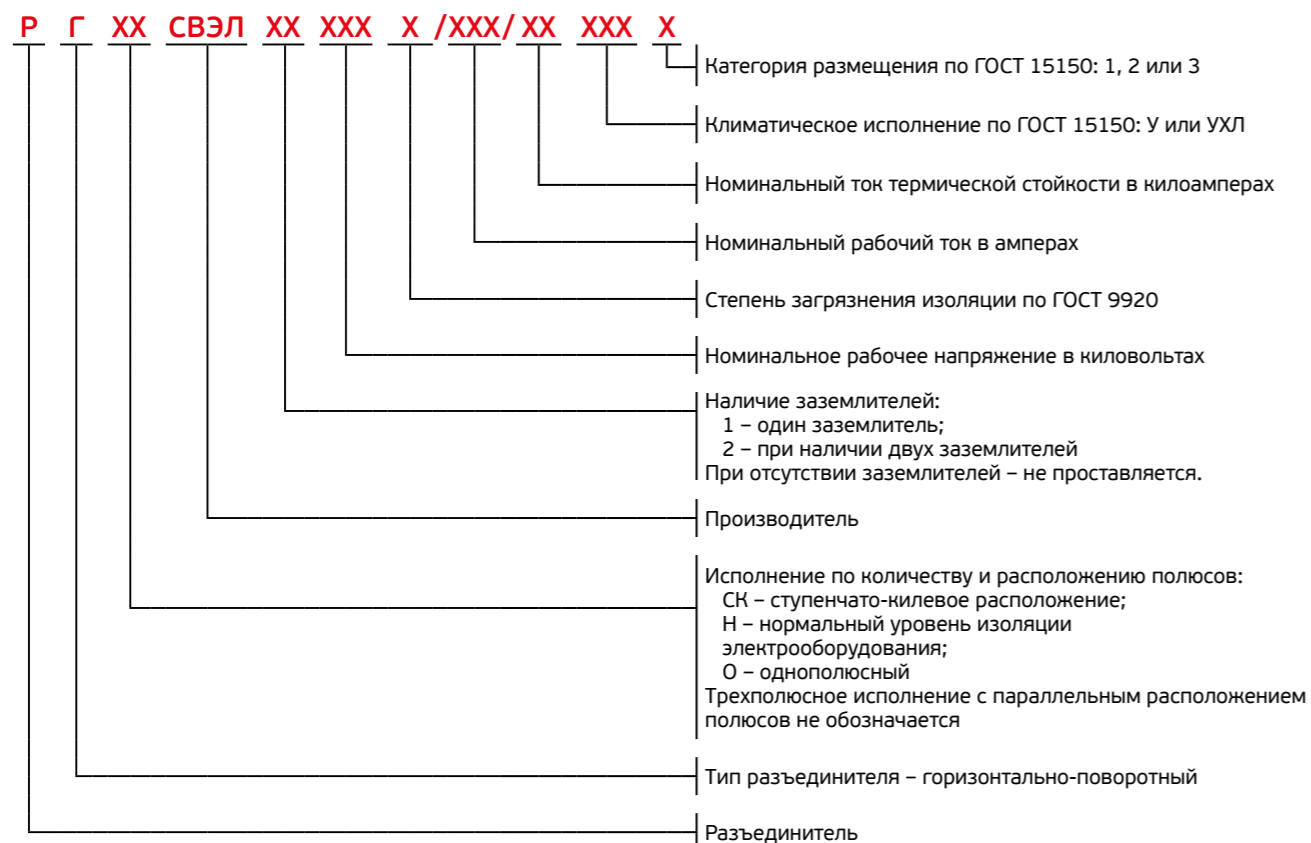 Р Г ХХ СВЭЛ ХХ ХХХ Х /ХХХ/ ХХ ХХХ Х
Категория размещения по ГОСТ 15150: 1, 2 или 3
Климатическое исполнение по ГОСТ 15150: У или УХЛ
Номинальный ток термической стойкости в килоамперах
Номинальный рабочий ток в амперах
Степень загрязнения изоляции по ГОСТ 9920
Номинальное рабочее напряжение в киловольтах
Наличие заземлителей:
1 – один заземлитель;
2 – при наличии двух заземлителей
При отсутствии заземлителей – не проставляется.
Производитель
Исполнение по количеству и расположению полюсов:
СК – ступенчато-килевое расположение;
Н – нормальный уровень изоляции
электрооборудования;
О – однополюсный
Трехполюсное исполнение с параллельным расположением
полюсов не обозначается
Тип разъединителя – горизонтально-поворотный
Разъединитель